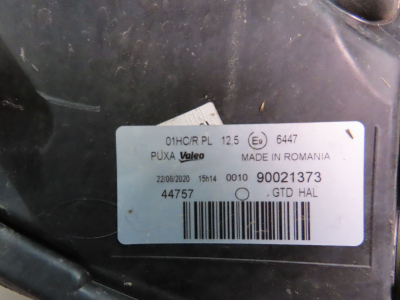 01HC/R PL 12,5 E9 6447
PUXA Valeo MADE IN ROMANIA
22/06/2020 15h14 0010 90021373
44757 GTD HAL